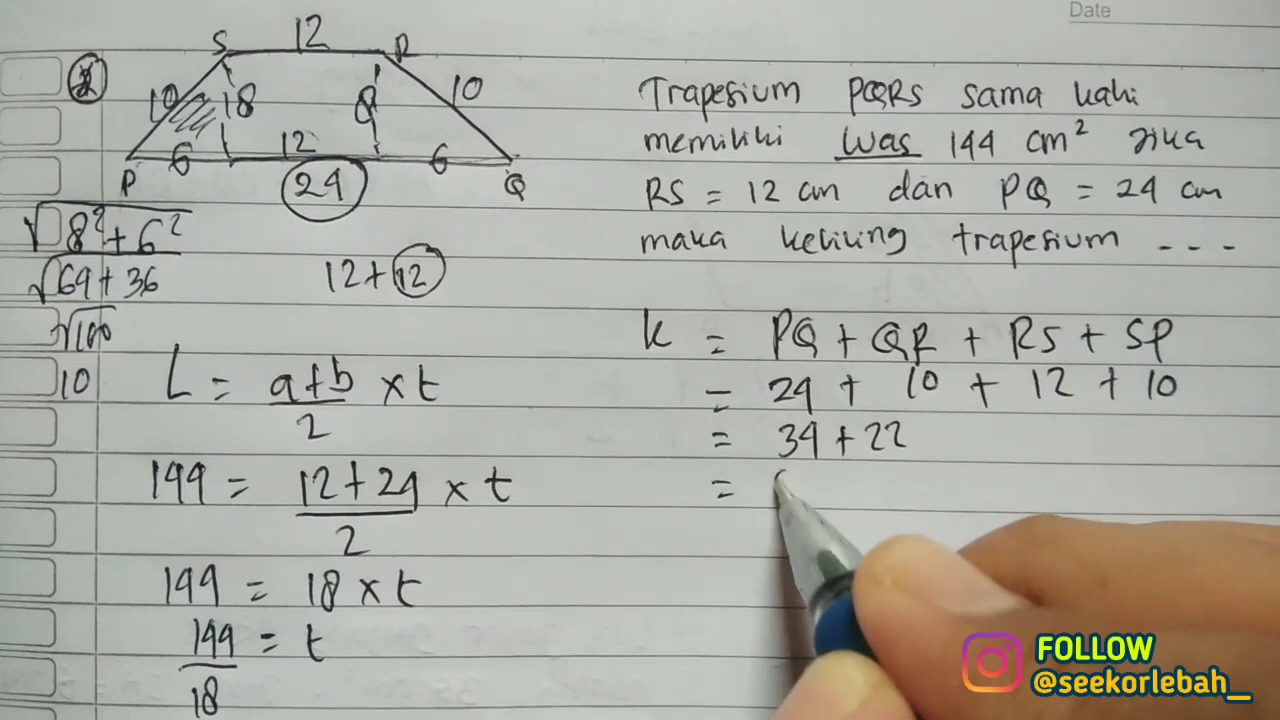 Date
S 12 R
10 8 8 10
6 12 6
P 24 Q
√8²+6²
√64+36
√100
10
12+12
L = a+b/2 × t
144 = 12+24/2 × t
144 = 18 × t
144/18 = t
Trapesium PQRS sama kaki
memiliki luas 144 cm² jika
RS = 12 cm dan PQ = 24 cm
maka keliling trapesium ---
K = PQ + QR + RS + SP
= 24 + 10 + 12 + 10
= 34 + 22
=
FOLLOW
@seekorlebah_